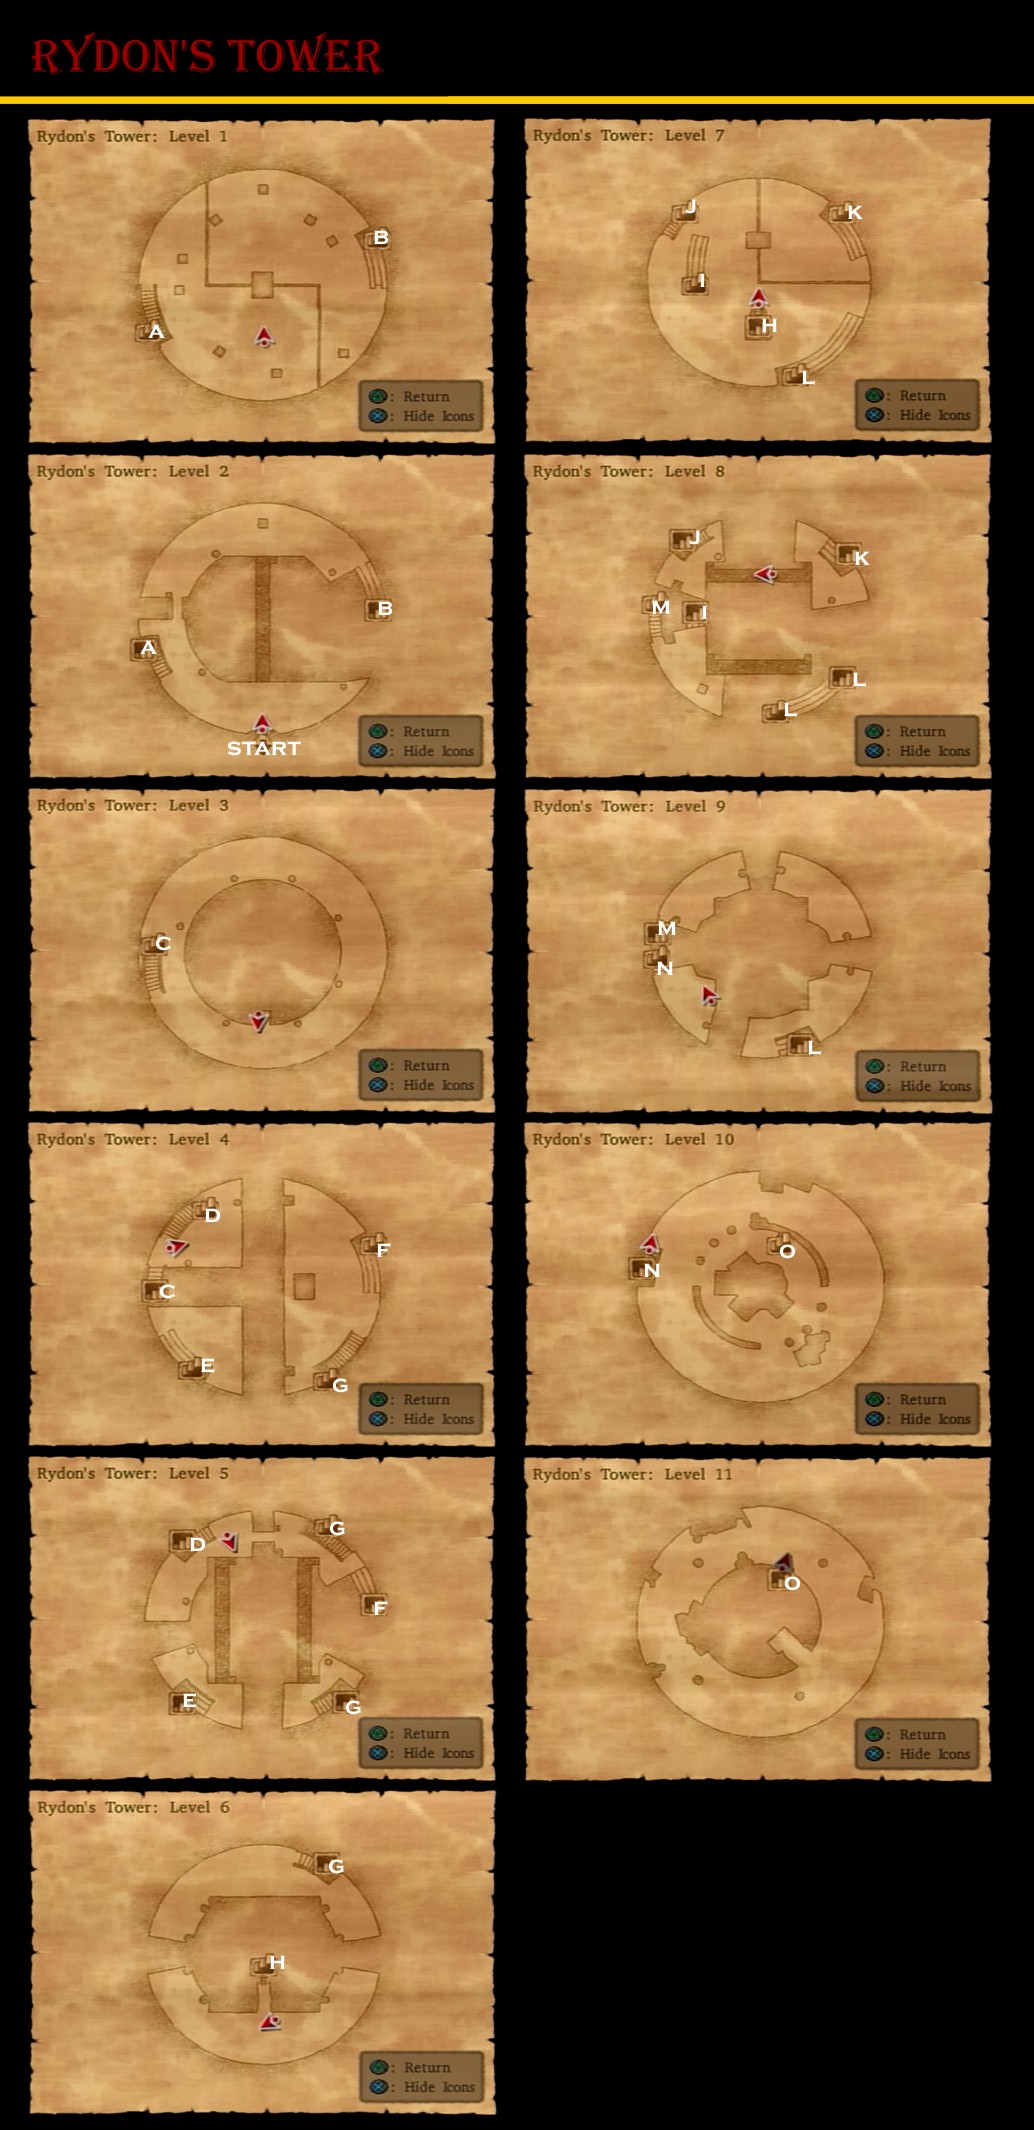 RYDON'S TOWER
Rydon's Tower: Level 1
B
A
: Return
: Hide Icons
Rydon's Tower: Level 2
B
A
START
: Return
: Hide Icons
Rydon's Tower: Level 3
C
: Return
: Hide Icons
Rydon's Tower: Level 4
D
F
C
E
G
: Return
: Hide Icons
Rydon's Tower: Level 5
G
D
F
E
G
: Return
: Hide Icons
Rydon's Tower: Level 6
G
H
: Return
: Hide Icons
Rydon's Tower: Level 7
J
K
I
H
L
: Return
: Hide Icons
Rydon's Tower: Level 8
J
K
M
I
L
L
: Return
: Hide Icons
Rydon's Tower: Level 9
M
N
L
: Return
: Hide Icons
Rydon's Tower: Level 10
O
N
: Return
: Hide Icons
Rydon's Tower: Level 11
O
: Return
: Hide Icons